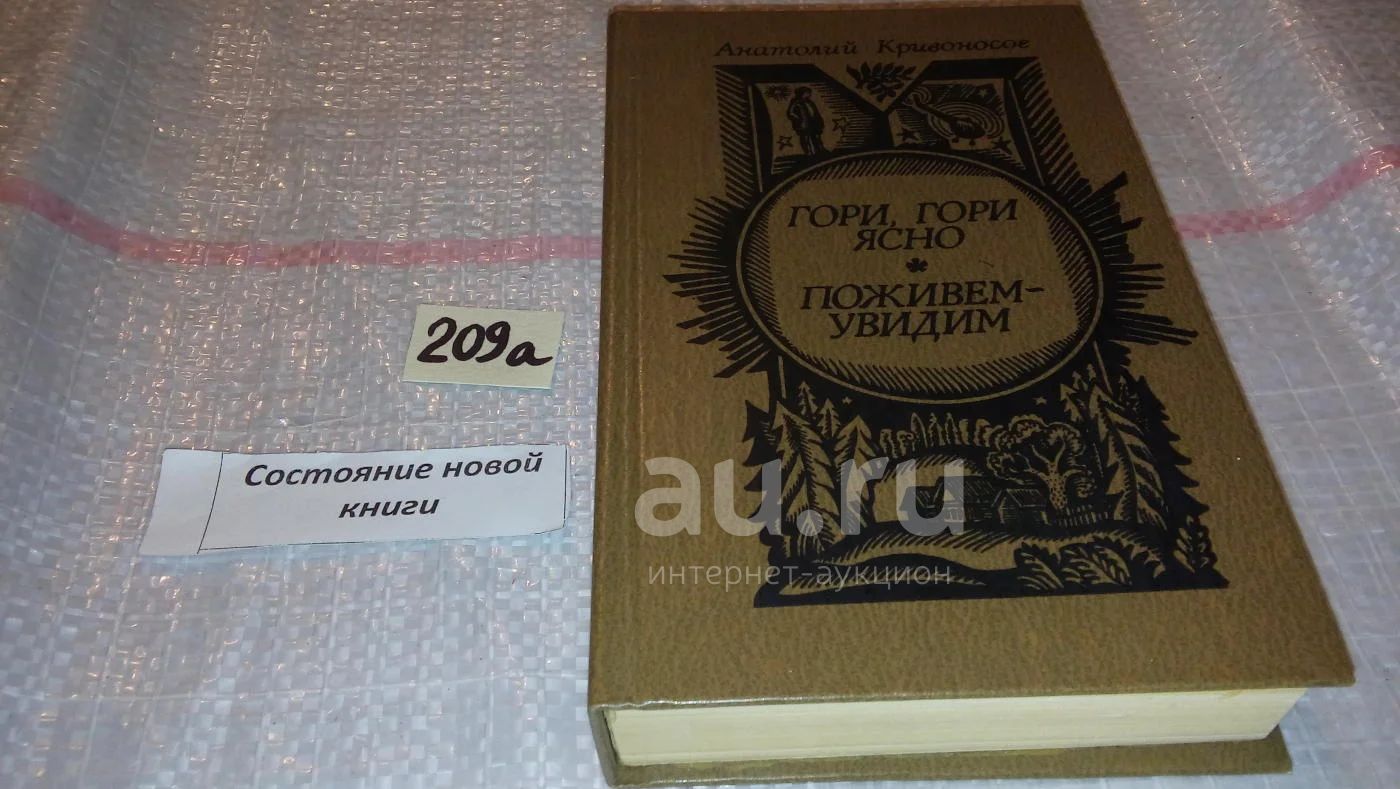 Анатолий Кривоносов
ГОРИ, ГОРИ
ЯСНО
*
ПОЖИВЕМ-
УВИДИМ
209а
Состояние новой
книги
au.ru
интернет-аукцион